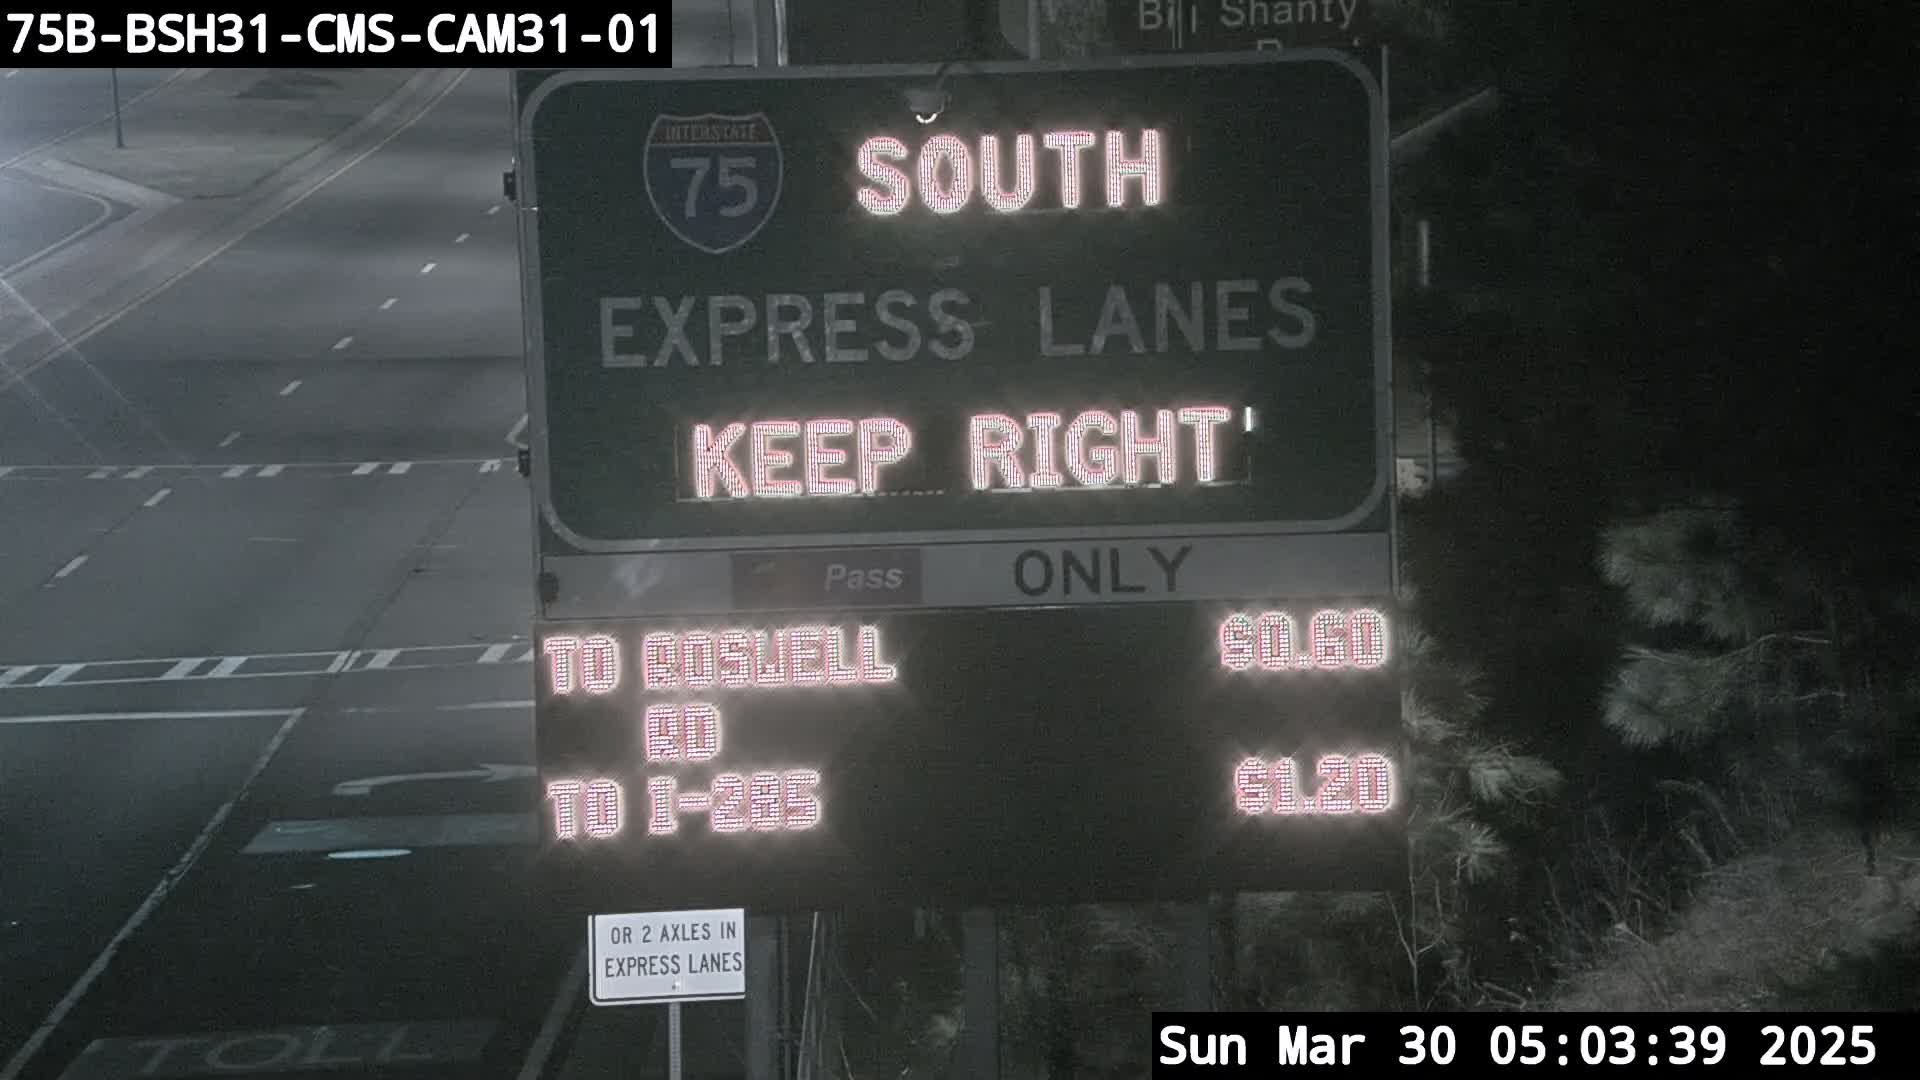 75B-BSH31-CMS-CAM31-01
Bill Shanty
INTERSTATE
75
SOUTH
EXPRESS LANES
KEEP RIGHT
Pass ONLY
TO ROSWELL $0.60
RD
TO I-285 $1.20
OR 2 AXLES IN
EXPRESS LANES
TOLL
Sun Mar 30 05:03:39 2025